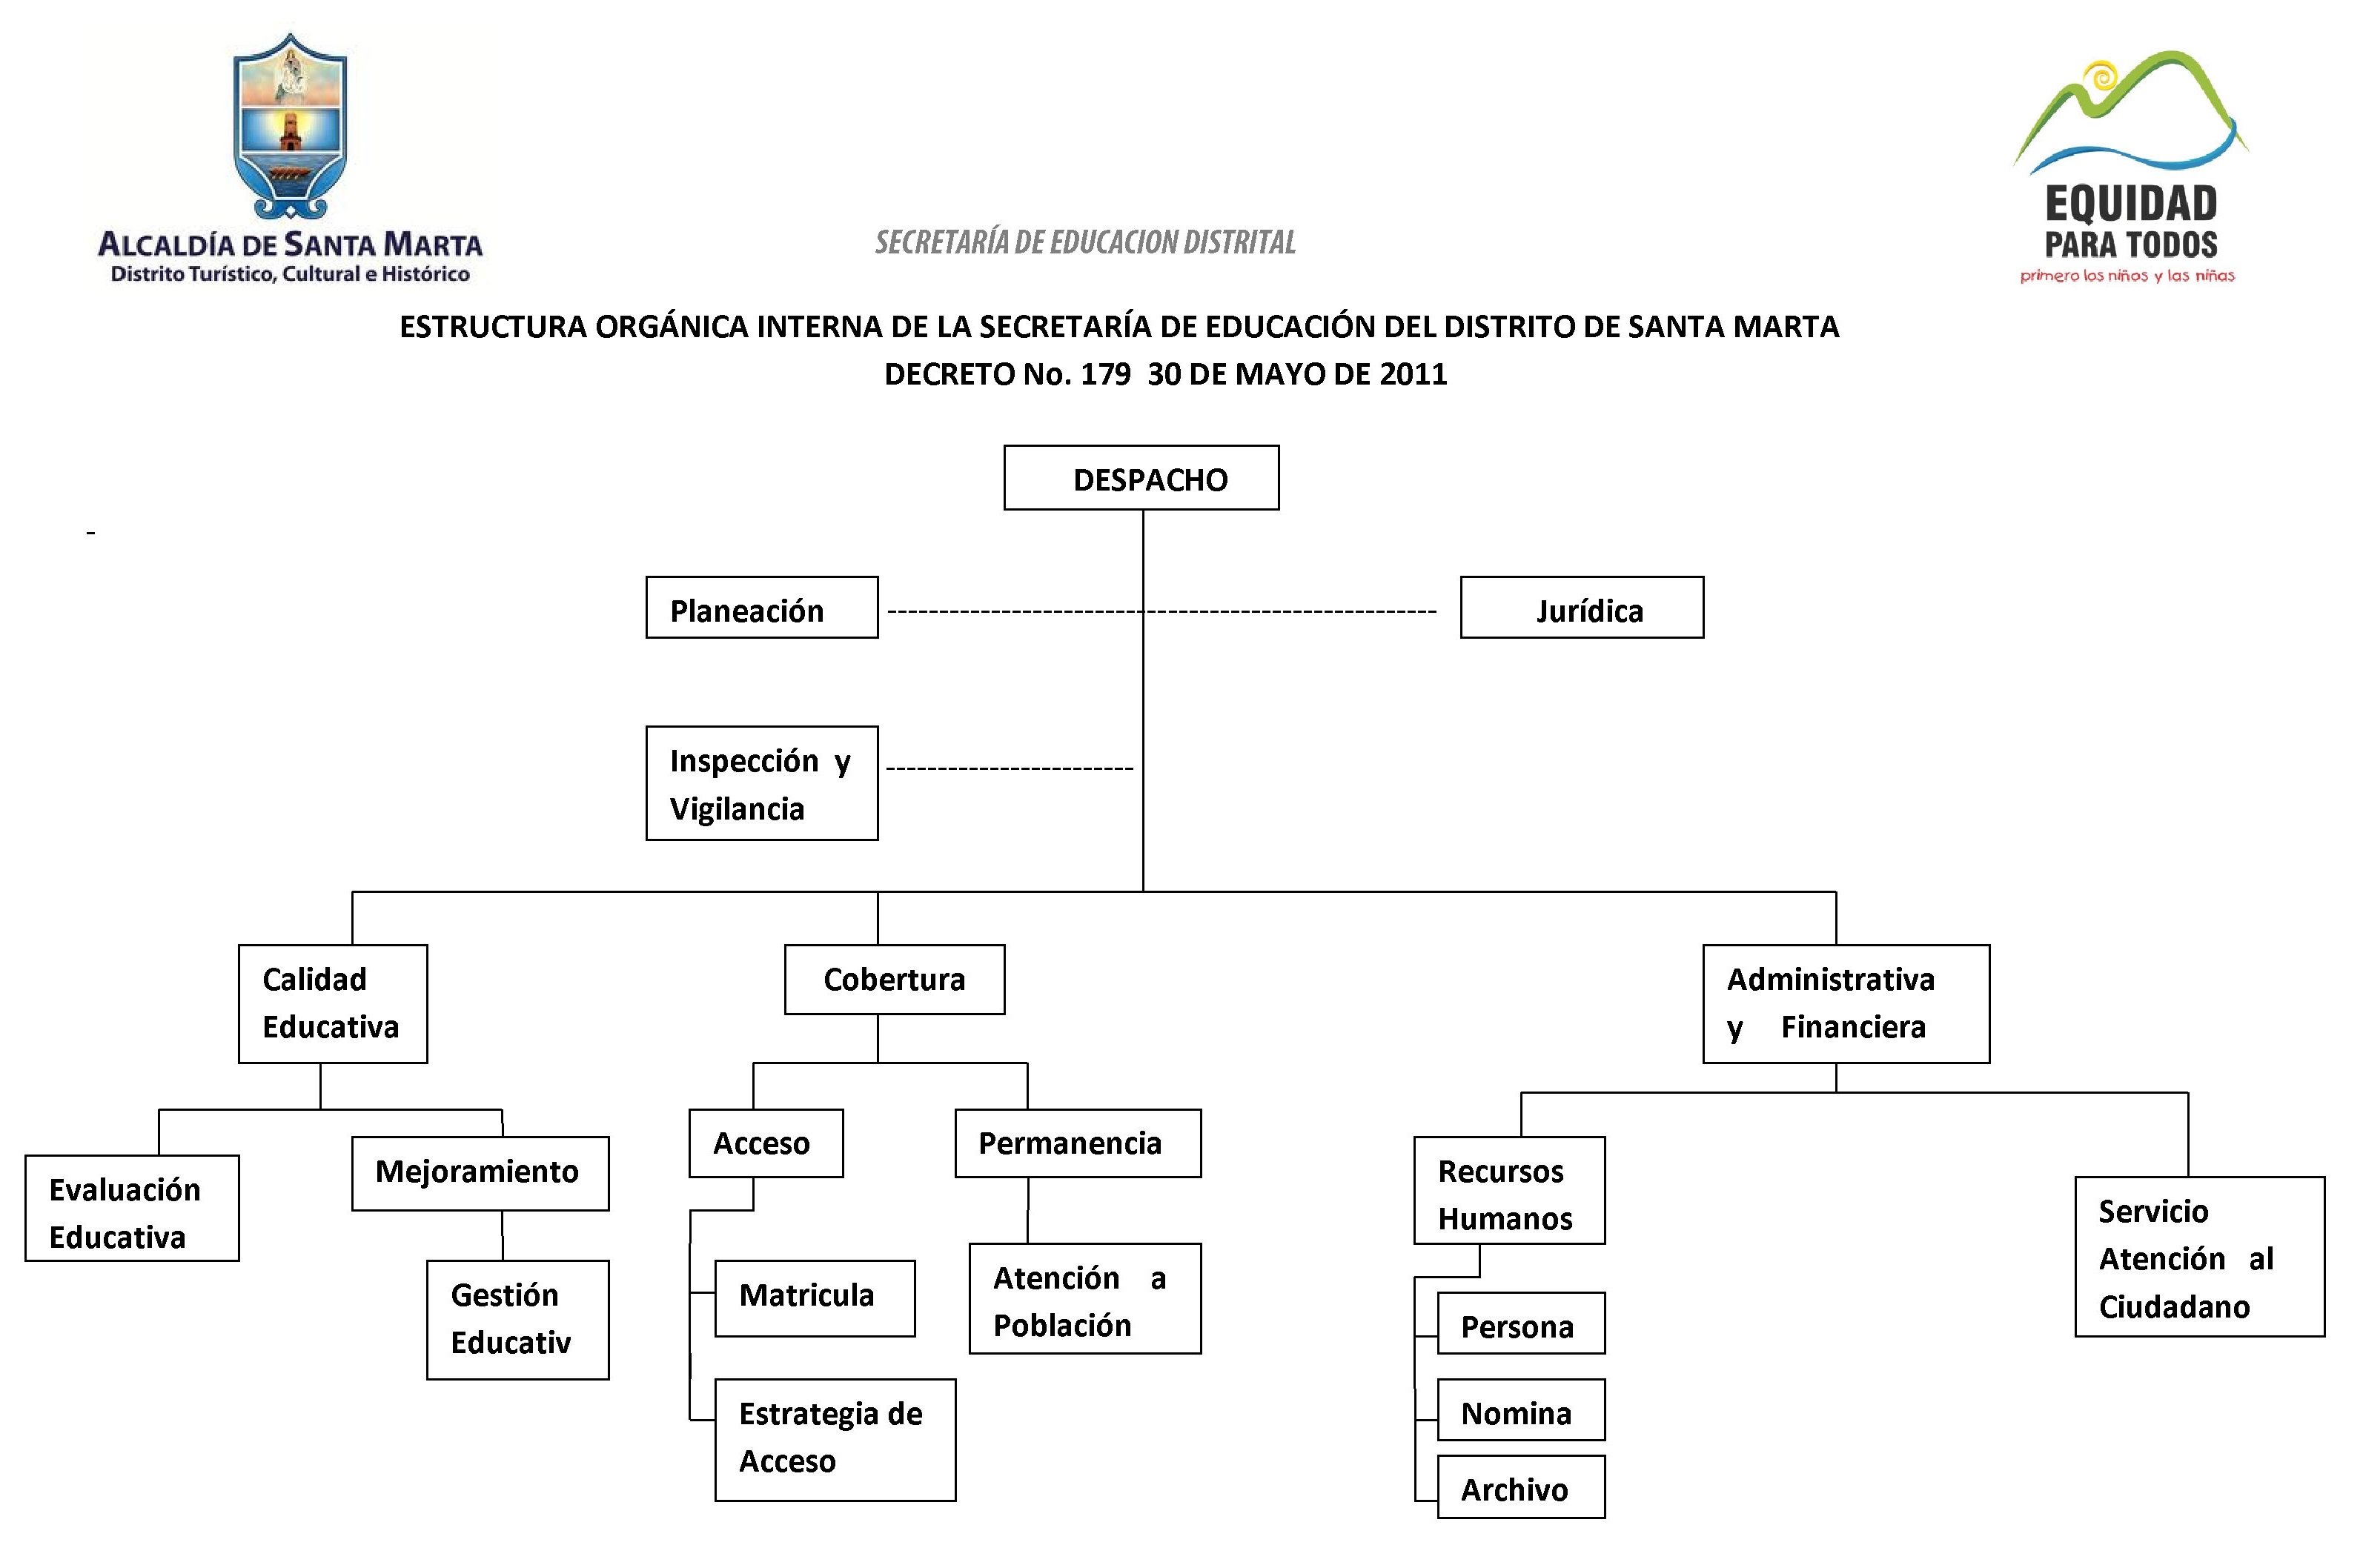 ALCALDÍA DE SANTA MARTA
Distrito Turístico, Cultural e Histórico
SECRETARÍA DE EDUCACION DISTRITAL
EQUIDAD
PARA TODOS
primero los niños y las niñas
ESTRUCTURA ORGÁNICA INTERNA DE LA SECRETARÍA DE EDUCACIÓN DEL DISTRITO DE SANTA MARTA
DECRETO No. 179 30 DE MAYO DE 2011
DESPACHO
-
Planeación
Jurídica
Inspección y
Vigilancia
Calidad
Educativa
Cobertura
Administrativa
y Financiera
Evaluación
Educativa
Mejoramiento
Gestión
Educativ
Acceso
Permanencia
Matricula
Estrategia de
Acceso
Atención a
Población
Recursos
Humanos
Persona
Nomina
Archivo
Servicio
Atención al
Ciudadano